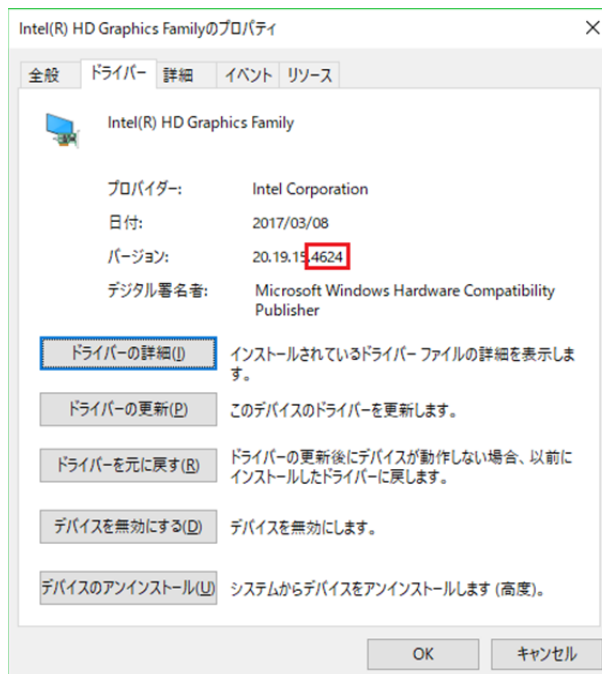 Intel(R) HD Graphics Familyのプロパティ
全般 ドライバー 詳細 イベント リソース
Intel(R) HD Graphics Family
プロバイダー: Intel Corporation
日付: 2017/03/08
バージョン: 20.19.15.4624
デジタル署名者: Microsoft Windows Hardware Compatibility
Publisher
ドライバーの詳細(I) インストールされているドライバー ファイルの詳細を表示しま
す。
ドライバーの更新(P) このデバイスのドライバーを更新します。
ドライバーを元に戻す(R) ドライバーの更新後にデバイスが動作しない場合、以前に
インストールしたドライバーに戻します。
デバイスを無効にする(D) デバイスを無効にします。
デバイスのアンインストール(U) システムからデバイスをアンインストールします (高度)。
OK キャンセル